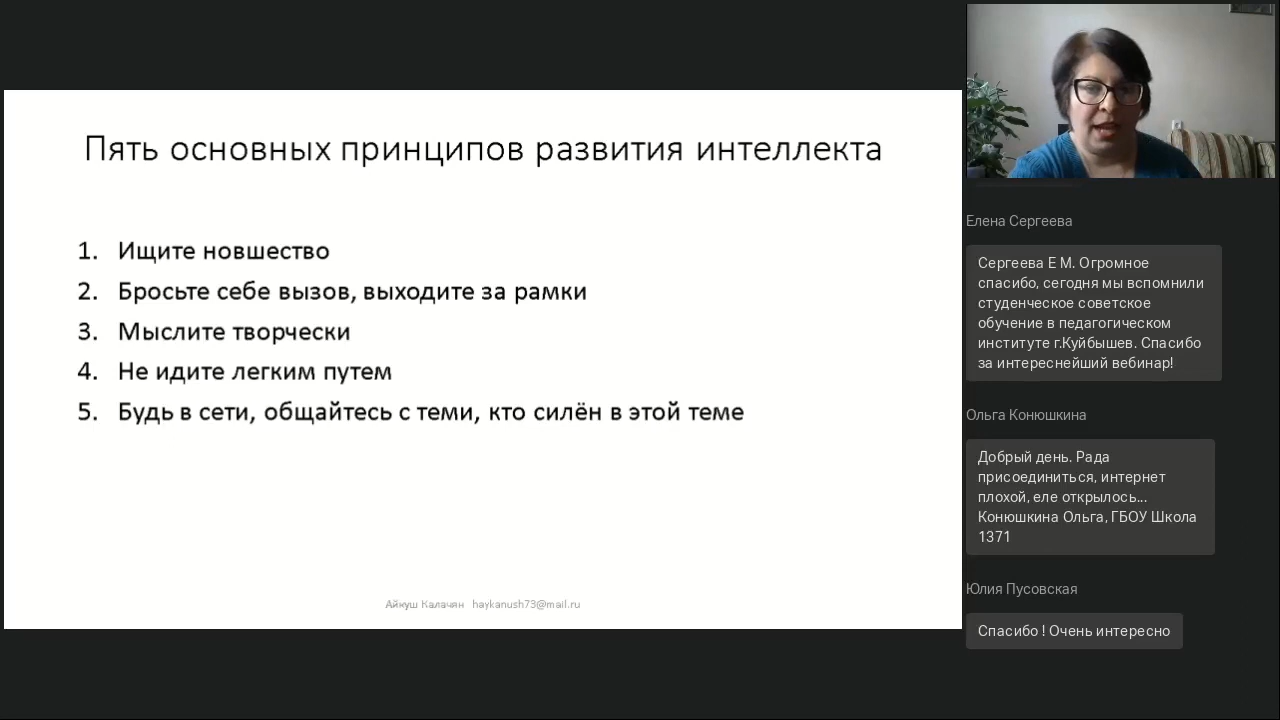 Пять основных принципов развития интеллекта
1. Ищите новшество
2. Бросьте себе вызов, выходите за рамки
3. Мыслите творчески
4. Не идите легким путем
5. Будь в сети, общайтесь с теми, кто силён в этой теме
Айкуш Калачян haykanush73@mail.ru
Елена Сергеева
Сергеева Е М. Огромное
спасибо, сегодня мы вспомнили
студенческое советское
обучение в педагогическом
институте г.Куйбышев. Спасибо
за интереснейший вебинар!
Ольга Конюшкина
Добрый день. Рада
присоединиться, интернет
плохой, еле открылось...
Конюшкина Ольга, ГБОУ Школа
1371
Юлия Пусовская
Спасибо ! Очень интересно